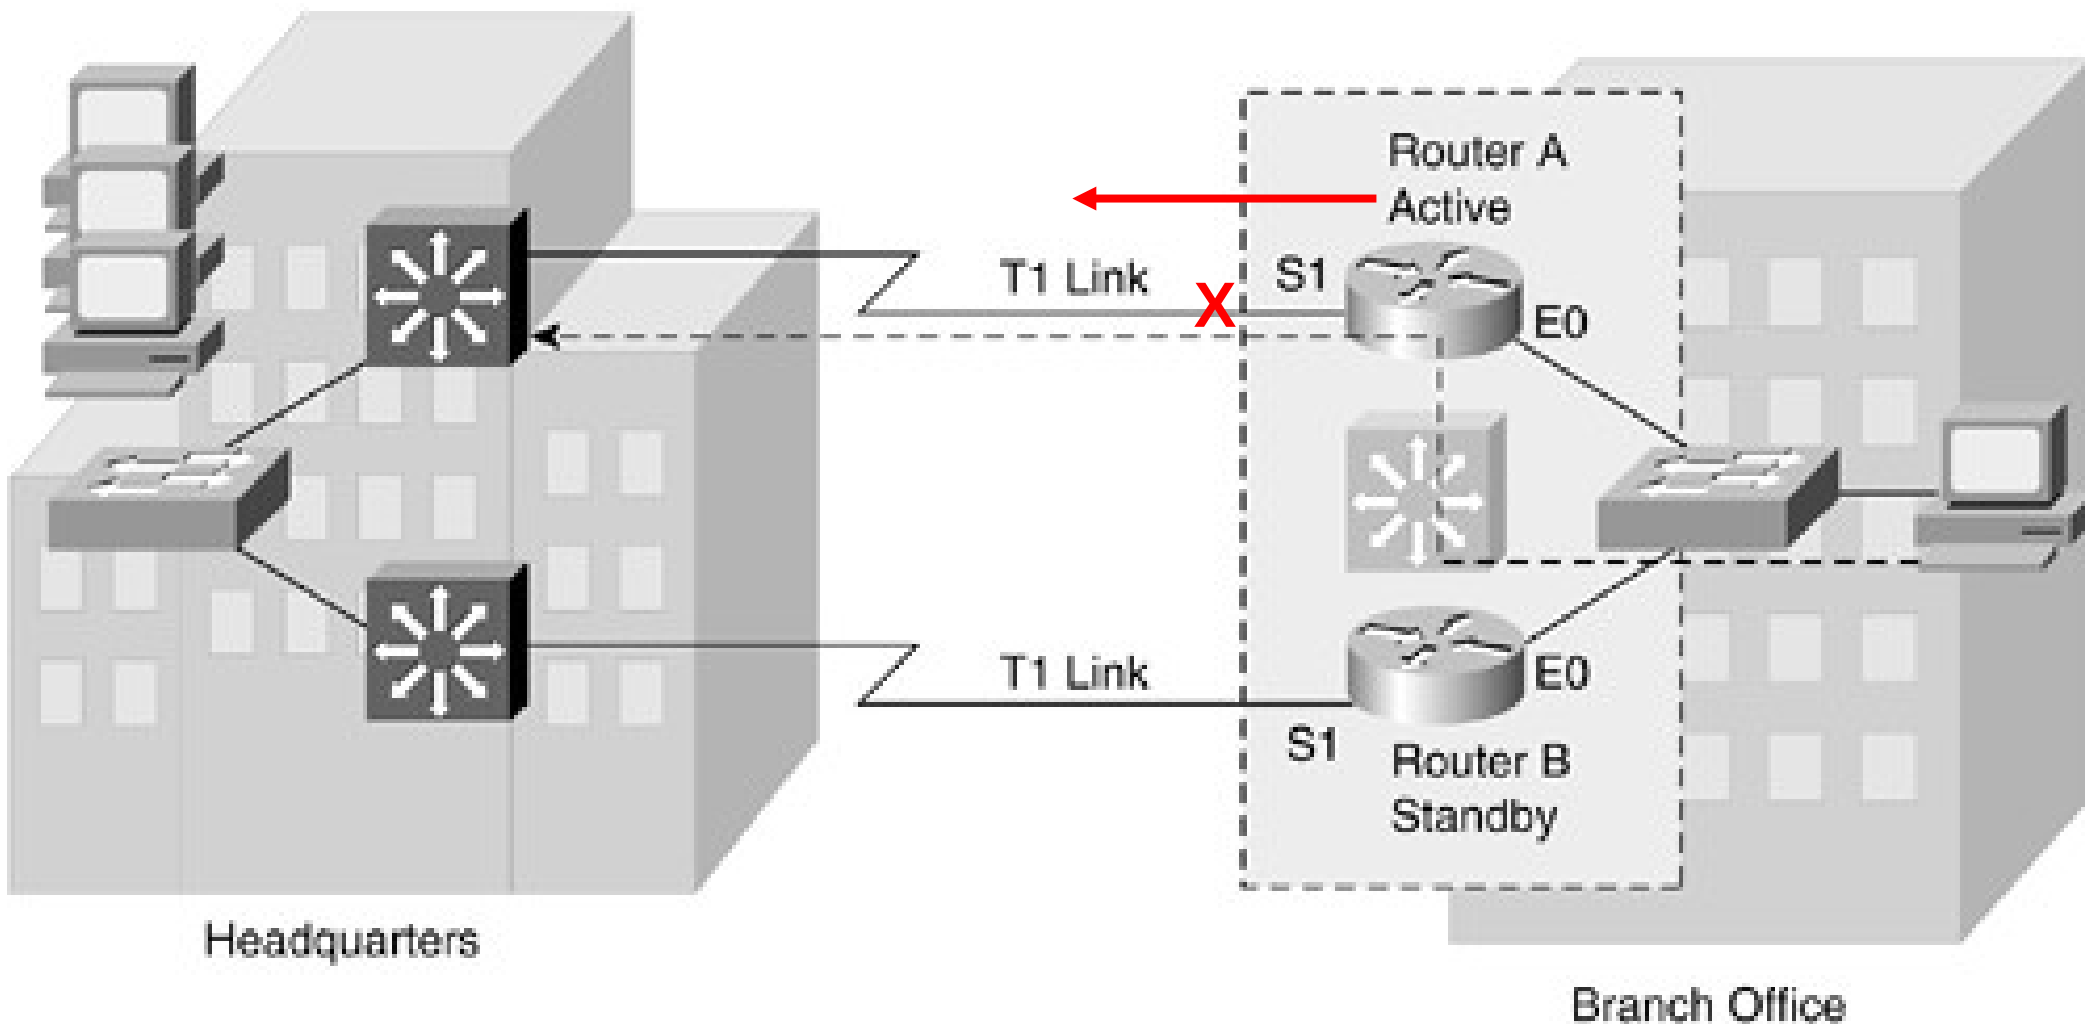 Router A
Active
S1
T1 Link
X
E0
T1 Link
E0
S1
Router B
Standby
Headquarters
Branch Office